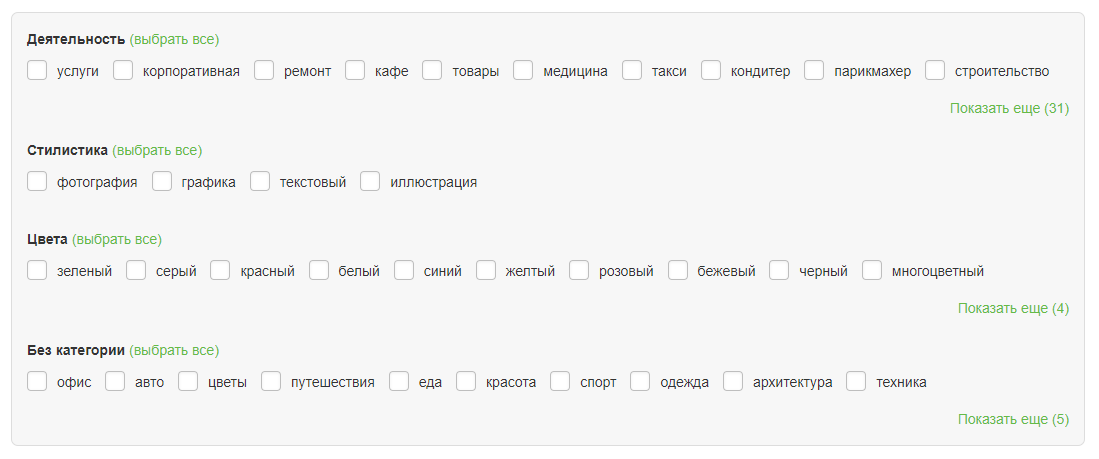 Деятельность (выбрать все)
услуги корпоративная ремонт кафе товары медицина такси кондитер парикмахер строительство
Показать еще (31)
Стилистика (выбрать все)
фотография графика текстовый иллюстрация
Цвета (выбрать все)
зеленый серый красный белый синий желтый розовый бежевый черный многоцветный
Показать еще (4)
Без категории (выбрать все)
офис авто цветы путешествия еда красота спорт одежда архитектура техника
Показать еще (5)